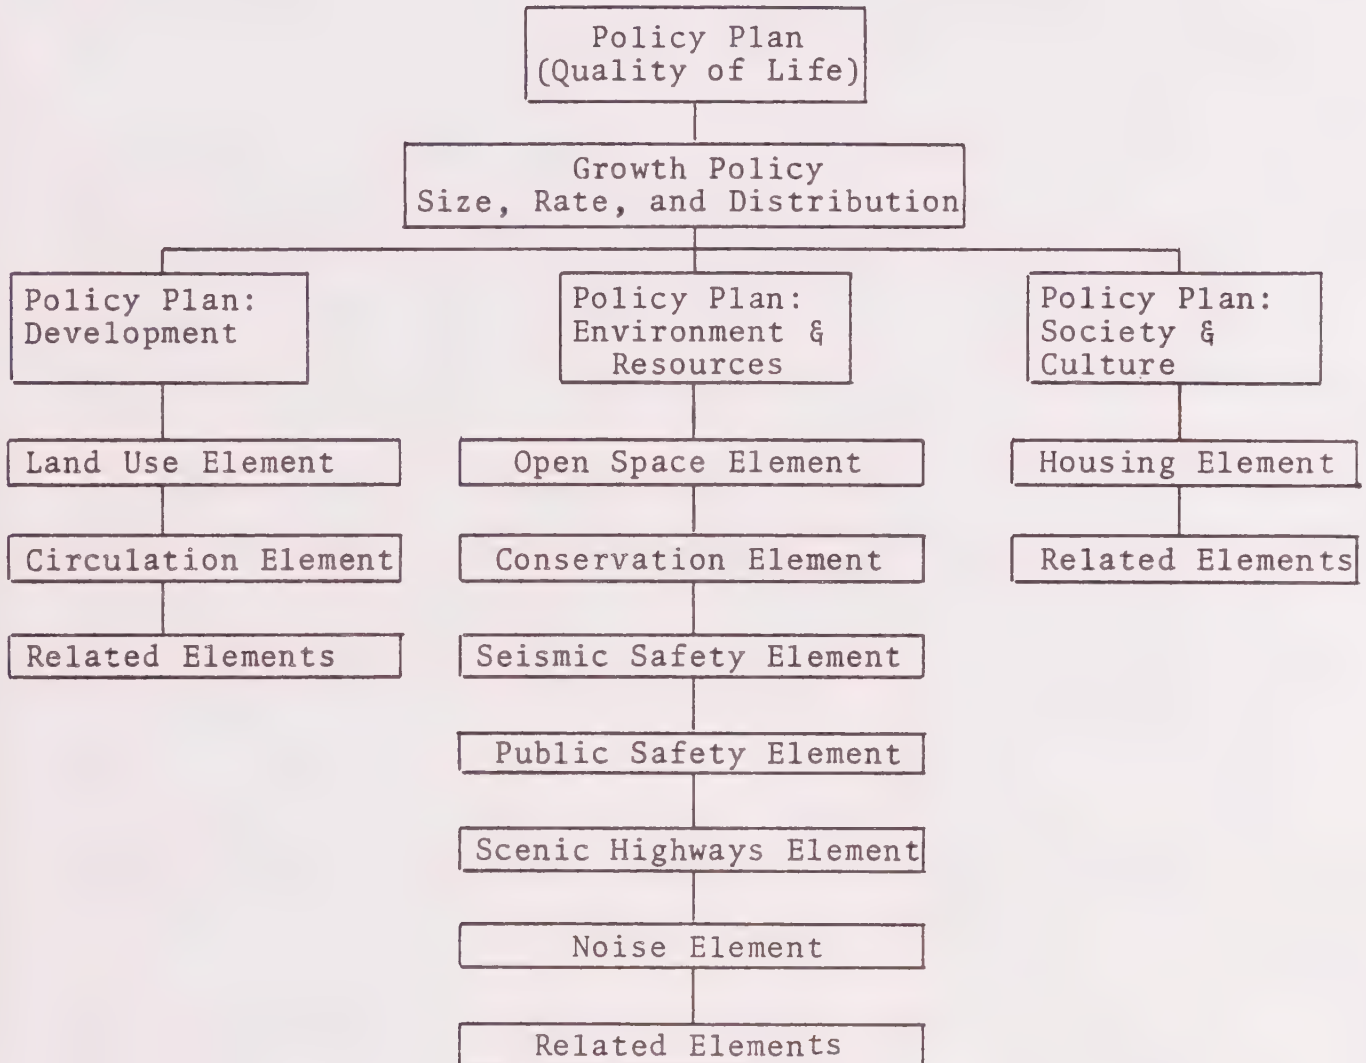 Policy Plan
(Quality of Life)
Growth Policy
Size, Rate, and Distribution
Policy Plan:
Development
Land Use Element
Circulation Element
Related Elements
Policy Plan:
Environment &
Resources
Open Space Element
Conservation Element
Seismic Safety Element
Public Safety Element
Scenic Highways Element
Noise Element
Related Elements
Policy Plan:
Society &
Culture
Housing Element
Related Elements